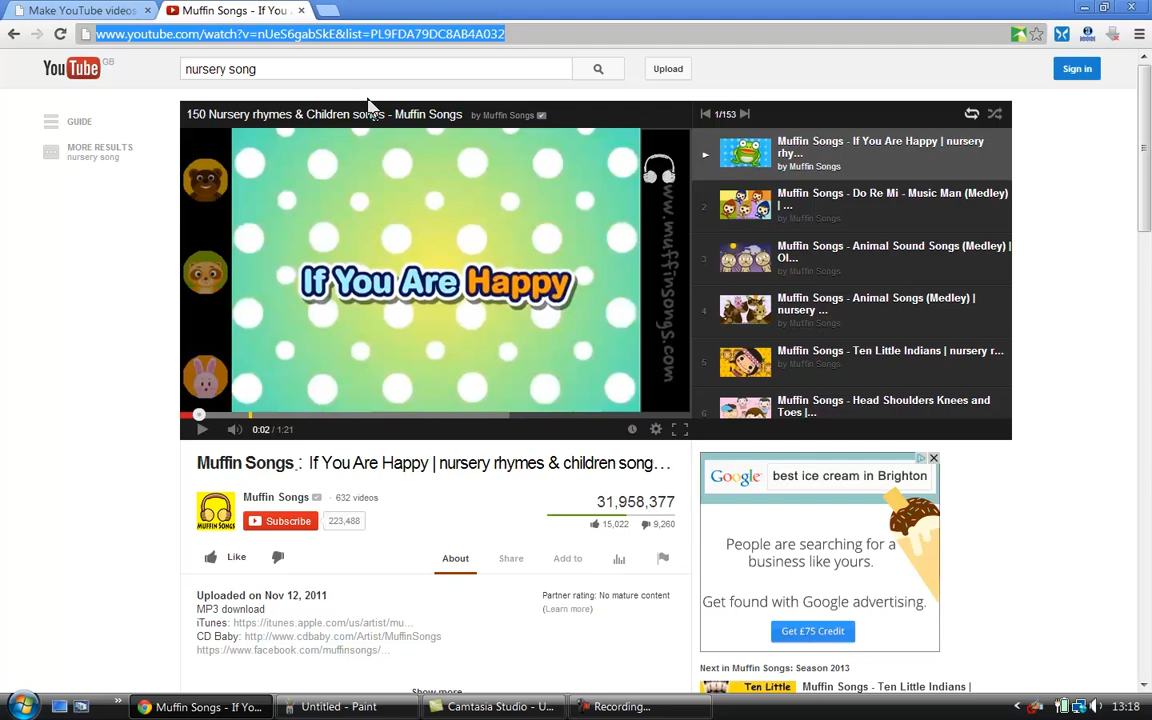 Make YouTube videos
Muffin Songs - If You A
www.youtube.com/watch?v=nUeS6gabSkE&list=PL9FDA79DC8AB4A032
You Tube GB
nursery song
Upload
Sign in
GUIDE
MORE RESULTS
nursery song
150 Nursery rhymes & Children songs - Muffin Songs by Muffin Songs
1/153
If You Are Happy
www.muffinsongs.com
0:02 / 1:21
Muffin Songs - If You Are Happy | nursery
rhy...
by Muffin Songs
2
Muffin Songs - Do Re Mi - Music Man (Medley)
| ...
by Muffin Songs
3
Muffin Songs - Animal Sound Songs (Medley) |
Ol...
by Muffin Songs
4
Muffin Songs - Animal Songs (Medley) |
nursery ...
by Muffin Songs
5
Muffin Songs - Ten Little Indians | nursery r...
by Muffin Songs
6
Muffin Songs - Head Shoulders Knees and
Toes |...
Muffin Songs : If You Are Happy | nursery rhymes & children song…
Muffin Songs · 632 videos
Subscribe 223,488
31,958,377
15,022 9,260
Like
About Share Add to
Uploaded on Nov 12, 2011
MP3 download
iTunes: https://itunes.apple.com/us/artist/mu...
CD Baby: http://www.cdbaby.com/Artist/MuffinSongs
https://www.facebook.com/muffinsongs/...
Partner rating: No mature content
(Learn more)
Show more
Google best ice cream in Brighton
People are searching for a
business like yours.
Get found with Google advertising.
Get £75 Credit
Next in Muffin Songs: Season 2013
Ten Little
Muffin Songs - Ten Little Indians |
Muffin Songs - If Yo...
Untitled - Paint
Camtasia Studio - U...
Recording...
13:18